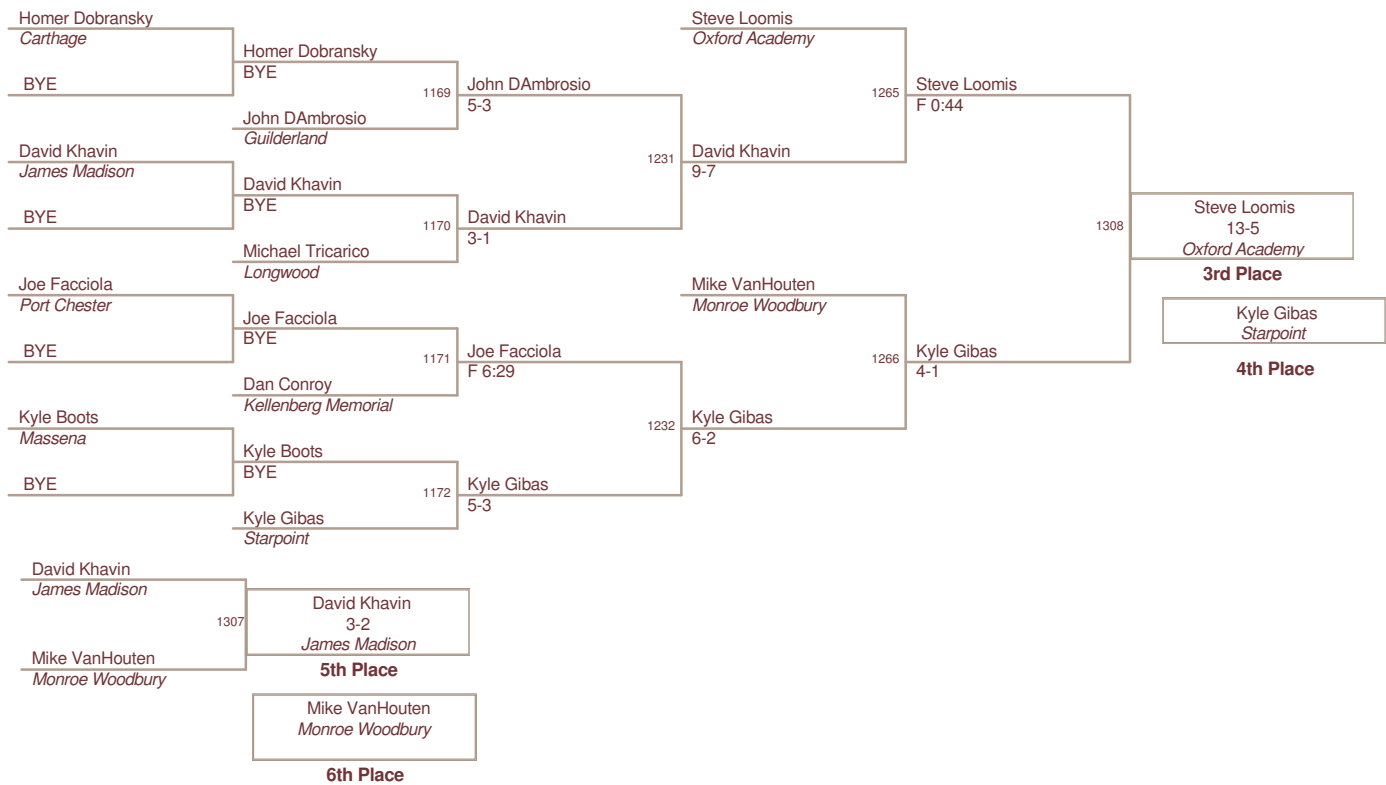 Homer Dobransky
Carthage
BYE
David Khavin
James Madison
BYE
Joe Facciola
Port Chester
BYE
Kyle Boots
Massena
BYE
Homer Dobransky
BYE
1169
John DAmbrosio
Guilderland
David Khavin
BYE
1170
Michael Tricarico
Longwood
Joe Facciola
BYE
1171
Dan Conroy
Kellenberg Memorial
Kyle Boots
BYE
1172
Kyle Gibas
Starpoint
John DAmbrosio
5-3
1231
David Khavin
3-1
Joe Facciola
F 6:29
1232
Kyle Gibas
5-3
Steve Loomis
Oxford Academy
1265
David Khavin
9-7
Mike VanHouten
Monroe Woodbury
1266
Kyle Gibas
6-2
Steve Loomis
F 0:44
1308
Kyle Gibas
4-1
Steve Loomis
13-5
Oxford Academy
3rd Place
Kyle Gibas
Starpoint
4th Place
David Khavin
James Madison
1307
Mike VanHouten
Monroe Woodbury
David Khavin
3-2
James Madison
5th Place
Mike VanHouten
Monroe Woodbury
6th Place